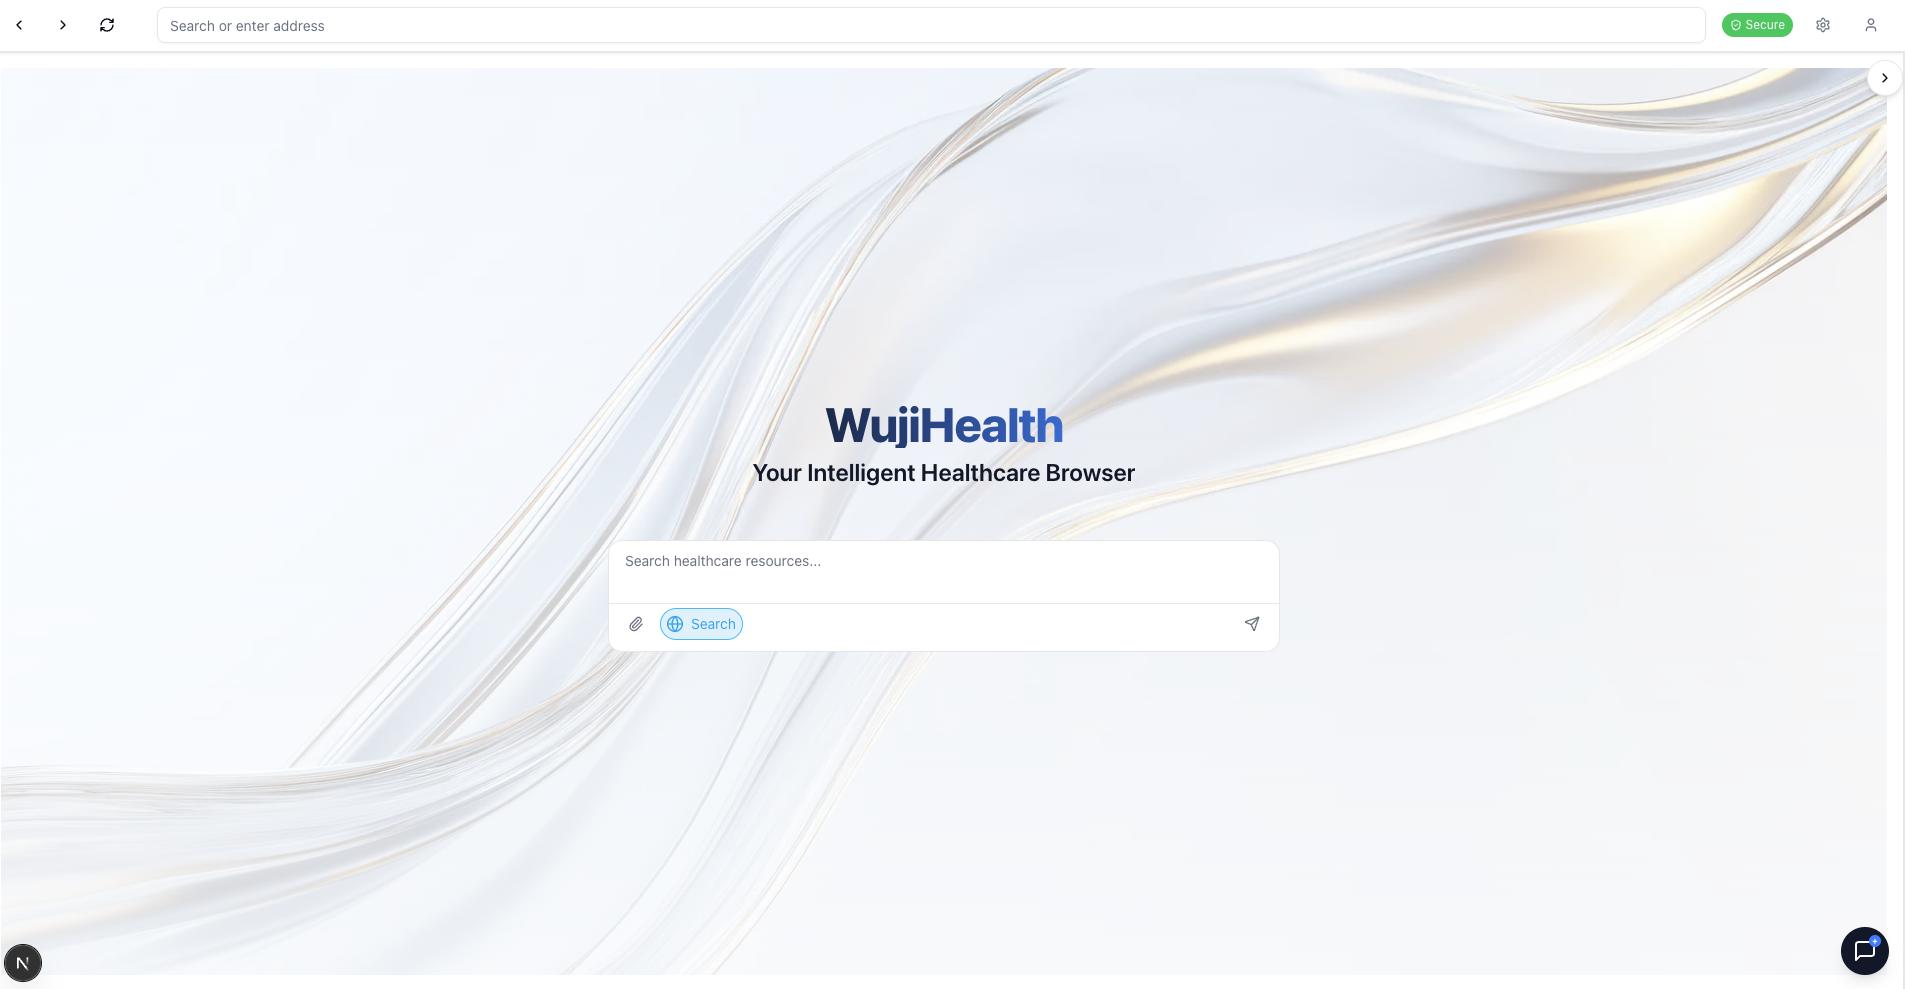 Search or enter address
Secure
WujiHealth
Your Intelligent Healthcare Browser
Search healthcare resources...
Search
N